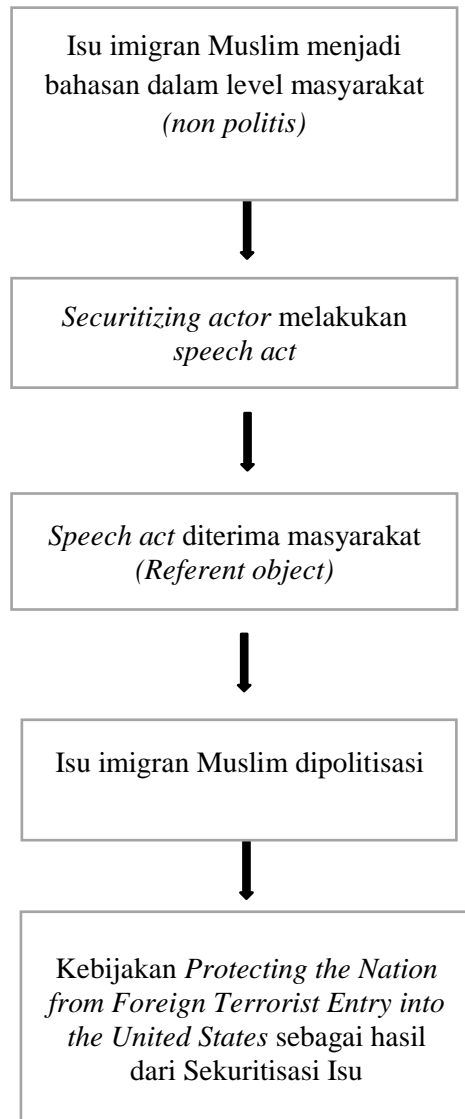 Isu imigran Muslim menjadi
bahasan dalam level masyarakat
(non politis)
Securitizing actor melakukan
speech act
Speech act diterima masyarakat
(Referent object)
Isu imigran Muslim dipolitisasi
Kebijakan Protecting the Nation
from Foreign Terrorist Entry into
the United States sebagai hasil
dari Sekuritisasi Isu